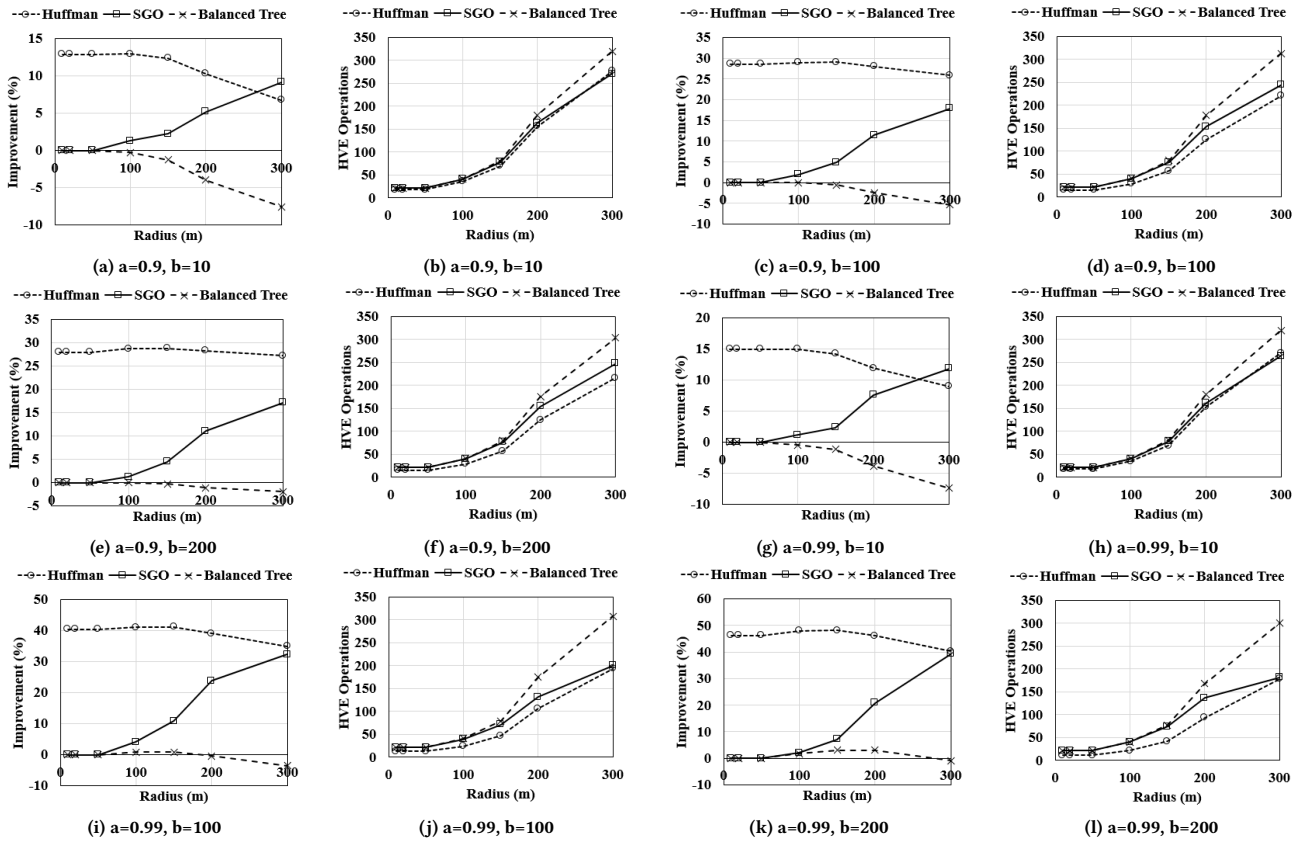 Huffman SGO Balanced Tree
Improvement (%)
15
10
5
0
-5
-10
0 100 200 300
Radius (m)
(a) a=0.9, b=10
Huffman SGO Balanced Tree
HVE Operations
350
300
250
200
150
100
50
0
0 100 200 300
Radius (m)
(b) a=0.9, b=10
Huffman SGO Balanced Tree
Improvement (%)
35
30
25
20
15
10
5
0
-5
-10
0 100 200 300
Radius (m)
(c) a=0.9, b=100
Huffman SGO Balanced Tree
HVE Operations
350
300
250
200
150
100
50
0
0 100 200 300
Radius (m)
(d) a=0.9, b=100
Huffman SGO Balanced Tree
Improvement (%)
35
30
25
20
15
10
5
0
-5
0 100 200 300
Radius (m)
(e) a=0.9, b=200
Huffman SGO Balanced Tree
HVE Operations
350
300
250
200
150
100
50
0
0 100 200 300
Radius (m)
(f) a=0.9, b=200
Huffman SGO Balanced Tree
Improvement (%)
20
15
10
5
0
-5
-10
0 100 200 300
Radius (m)
(g) a=0.99, b=10
Huffman SGO Balanced Tree
HVE Operations
350
300
250
200
150
100
50
0
0 100 200 300
Radius (m)
(h) a=0.99, b=10
Huffman SGO Balanced Tree
Improvement (%)
50
40
30
20
10
0
-10
0 100 200 300
Radius (m)
(i) a=0.99, b=100
Huffman SGO Balanced Tree
HVE Operations
350
300
250
200
150
100
50
0
0 100 200 300
Radius (m)
(j) a=0.99, b=100
Huffman SGO Balanced Tree
Improvement (%)
60
50
40
30
20
10
0
-10
0 100 200 300
Radius (m)
(k) a=0.99, b=200
Huffman SGO Balanced Tree
HVE Operations
350
300
250
200
150
100
50
0
0 100 200 300
Radius (m)
(l) a=0.99, b=200